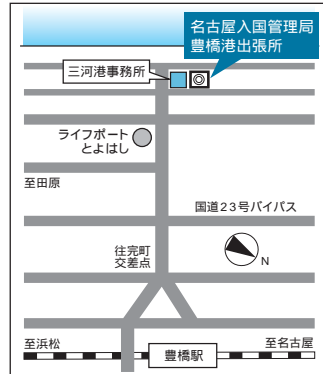 名古屋入国管理局
豊橋港出張所
三河港事務所
ライフポート
とよはし
至田原
国道23号バイパス
往完町
交差点
N
至浜松
豊橋駅
至名古屋